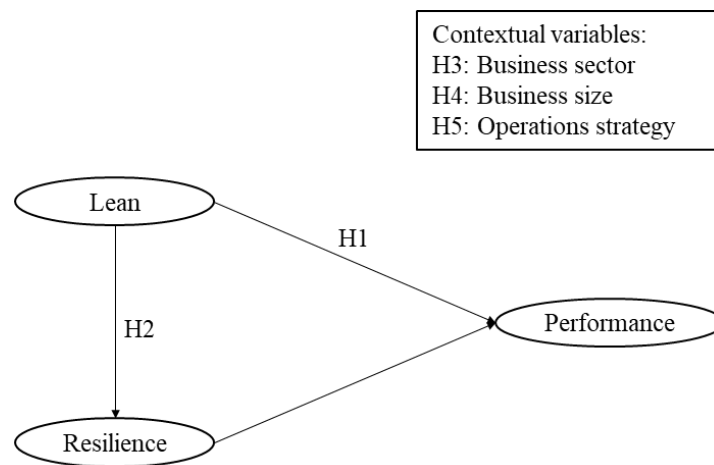 Contextual variables:
H3: Business sector
H4: Business size
H5: Operations strategy
Lean
H1
Performance
H2
Resilience